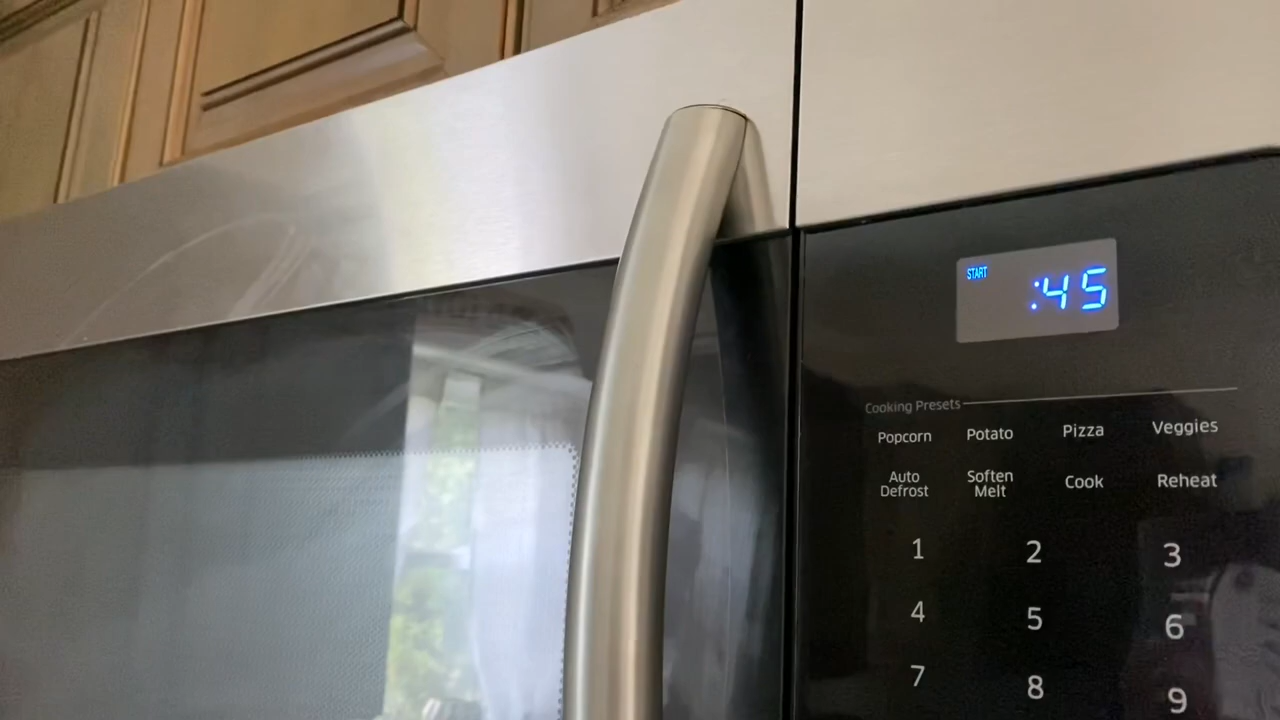 START
:45
Cooking Presets
Popcorn Potato Pizza Veggies
Auto Defrost Soften Melt Cook Reheat
1 2 3
4 5 6
7 8 9